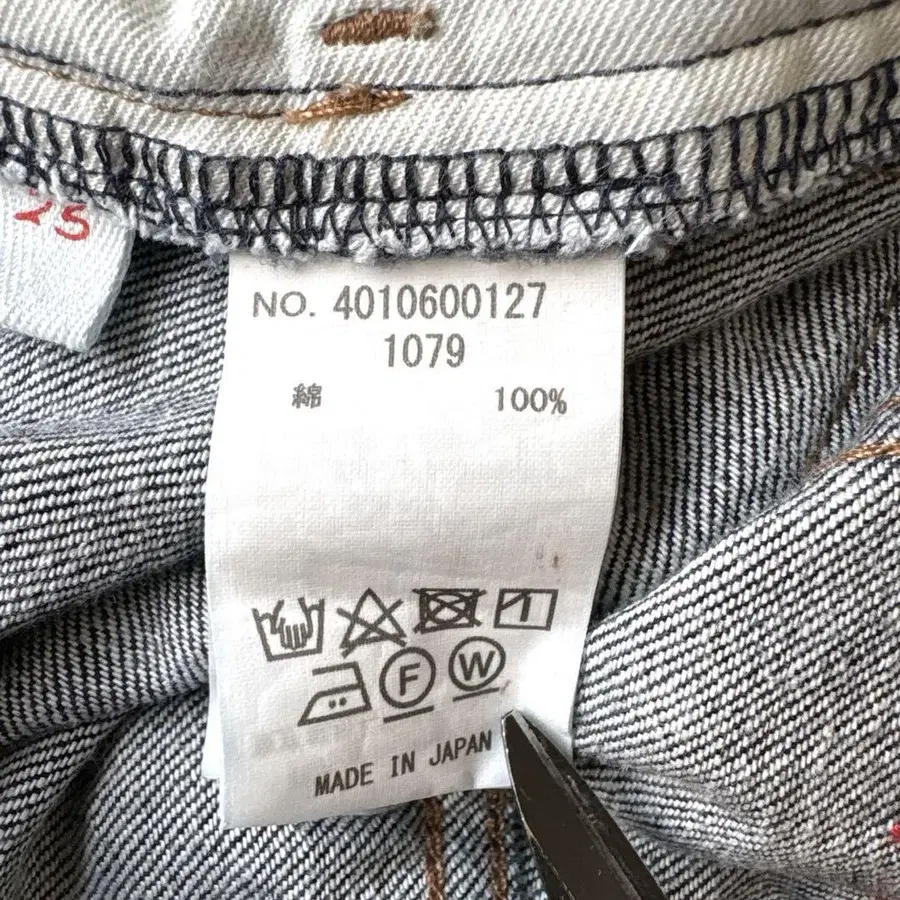 NO. 4010600127
1079
綿 100%
F W
MADE IN JAPAN